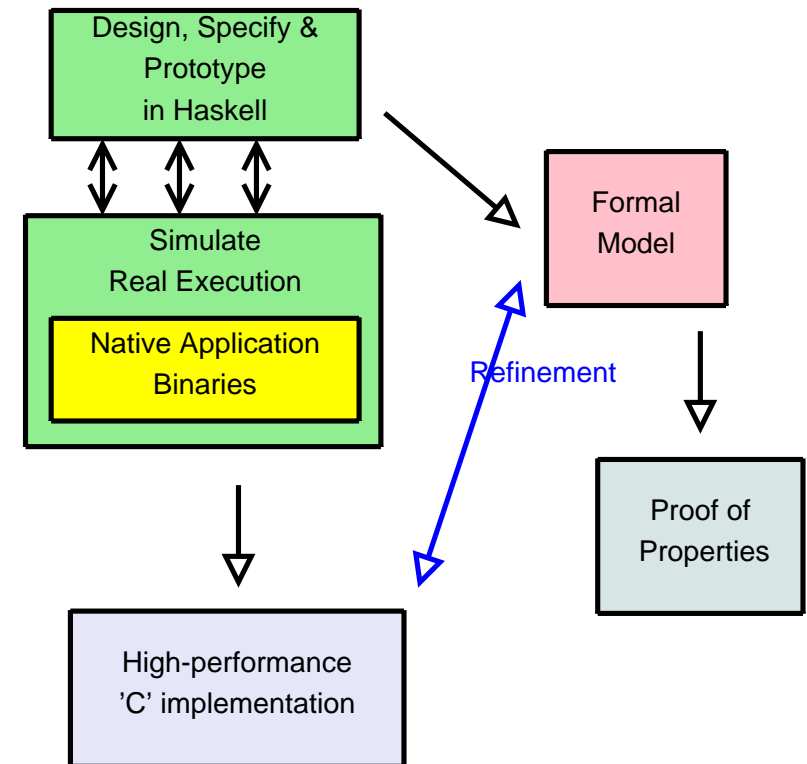 Design, Specify &
Prototype
in Haskell
Simulate
Real Execution
Native Application
Binaries
Formal
Model
Refinement
Proof of
Properties
High-performance
’C’ implementation